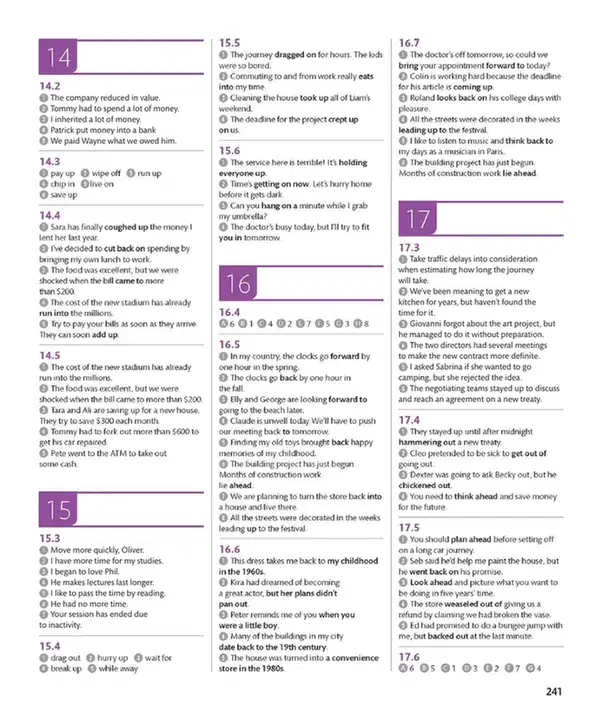 14
14.2
1 The company reduced in value.
2 Tommy had to spend a lot of money.
3 I inherited a lot of money.
4 Patrick put money into a bank
5 We paid Wayne what we owed him.
14.3
1 pay up 2 wipe off 3 run up
4 chip in 5 live on
6 save up
14.4
1 Sara has finally coughed up the money I
lent her last year.
2 I've decided to cut back on spending by
bringing my own lunch to work.
3 The food was excellent, but we were
shocked when the bill came to more
than $200.
4 The cost of the new stadium has already
run into the millions.
5 Try to pay your bills as soon as they arrive.
They can soon add up.
14.5
1 The cost of the new stadium has already
run into the millions.
2 The food was excellent, but we were
shocked when the bill came to more than $200.
3 Tara and Ali are saving up for a new house.
They try to save $300 each month.
4 Tommy had to fork out more than $600 to
get his car repaired
5 Pete went to the ATM to take out
some cash.
15
15.3
1 Move more quickly, Oliver.
2 I have more time for my studies.
3 I began to love Phil.
4 He makes lectures last longer.
5 I like to pass the time by reading.
6 He had no more time.
7 Your session has ended due
to inactivity.
15.4
1 drag out 2 hurry up 3 wait for
4 break up 5 while away
15.5
1 The journey dragged on for hours. The kids
were so bored.
2 Commuting to and from work really eats
into my time.
3 Cleaning the house took up all of Liam's
weekend.
4 The deadline for the project crept up
on us.
15.6
1 The service here is terrible! It's holding
everyone up.
2 Time's getting on now. Let's hurry home
before it gets dark.
3 Can you hang on a minute while I grab
my umbrella?
4 The doctor's busy today, but I'll try to fit
you in tomorrow.
16
16.4
A 6 B 1 C 4 D 2 E 7 F 5 G 3 H 8
16.5
1 In my country, the clocks go forward by
one hour in the spring.
2 The clocks go back by one hour in
the fall.
3 Elly and George are looking forward to
going to the beach later.
4 Claude is unwell today. We'll have to push
our meeting back to tomorrow.
5 Finding my old toys brought back happy
memories of my childhood.
6 The building project has just begun
Months of construction work
lie ahead.
7 We are planning to turn the store back into
a house and live there.
8 All the streets were decorated in the weeks
leading up to the festival.
16.6
1 This dress takes me back to my childhood
in the 1960s.
2 Kira had dreamed of becoming
a great actor, but her plans didn't
pan out.
3 Peter reminds me of you when you
were a little boy.
4 Many of the buildings in my city
date back to the 19th century.
5 The house was turned into a convenience
store in the 1980s.
16.7
1 The doctor's off tomorrow, so could we
bring your appointment forward to today?
2 Colin is working hard because the deadline
for his article is coming up.
3 Roland looks back on his college days with
pleasure.
4 All the streets were decorated in the weeks
leading up to the festival.
5 I like to listen to music and think back to
my days as a musician in Paris.
6 The building project has just begun.
Months of construction work lie ahead.
17
17.3
1 Take traffic delays into consideration
when estimating how long the journey
will take.
2 We've been meaning to get a new
kitchen for years, but haven't found the
time for it.
3 Giovanni forgot about the art project, but
he managed to do it without preparation.
4 The two directors had several meetings
to make the new contract more definite.
5 I asked Sabrina if she wanted to go
camping, but she rejected the idea.
6 The negotiating teams stayed up to discuss
and reach an agreement on a new treaty.
17.4
1 They stayed up until after midnight
hammering out a new treaty.
2 Cleo pretended to be sick to get out of
going out.
3 Dexter was going to ask Becky out, but he
chickened out.
4 You need to think ahead and save money
for the future.
17.5
1 You should plan ahead before setting off
on a long car journey.
2 Seb said he'd help me paint the house, but
he went back on his promise.
3 Look ahead and picture what you want to
be doing in five years' time.
4 The store weaseled out of giving us a
refund by claiming we had broken the vase.
5 Ed had promised to do a bungee jump with
me, but backed out at the last minute.
17.6
A 6 B 5 C 1 D 3 E 2 F 7 G 4
241